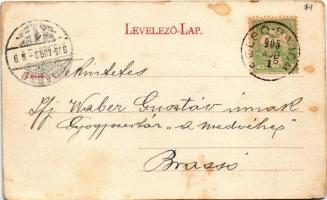 LEVELEZŐ-LAP.
Tekintetes
Ifj. Waber Gusztáv úrnak
Gyógyszertár "a medvéhez"
Brassó